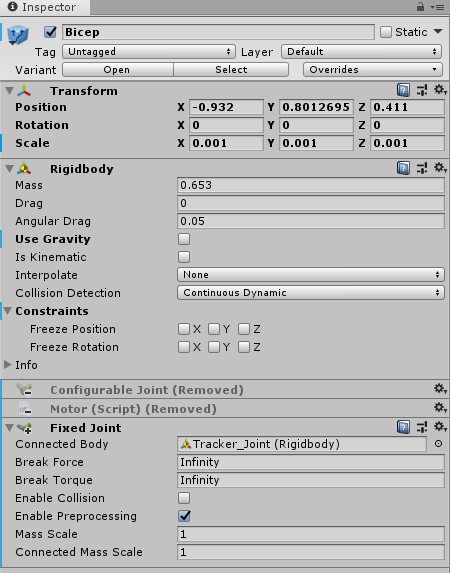 Inspector
Bicep
Static
Tag Untagged Layer Default
Variant Open Select Overrides
Transform
Position X -0.932 Y 0.8012695 Z 0.411
Rotation X 0 Y 0 Z 0
Scale X 0.001 Y 0.001 Z 0.001
Rigidbody
Mass 0.653
Drag 0
Angular Drag 0.05
Use Gravity
Is Kinematic
Interpolate None
Collision Detection Continuous Dynamic
Constraints
Freeze Position X Y Z
Freeze Rotation X Y Z
Info
Configurable Joint (Removed)
Motor (Script) (Removed)
Fixed Joint
Connected Body Tracker_Joint (Rigidbody)
Break Force Infinity
Break Torque Infinity
Enable Collision
Enable Preprocessing
Mass Scale 1
Connected Mass Scale 1